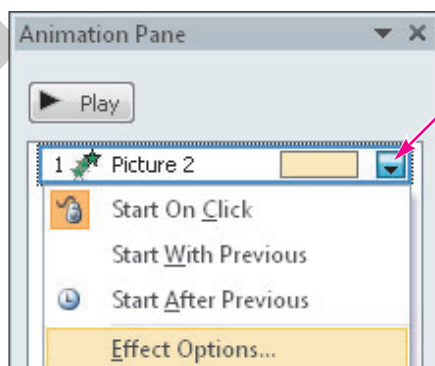 Animation Pane
Play
1 Picture 2
Start On Click
Start With Previous
Start After Previous
Effect Options...